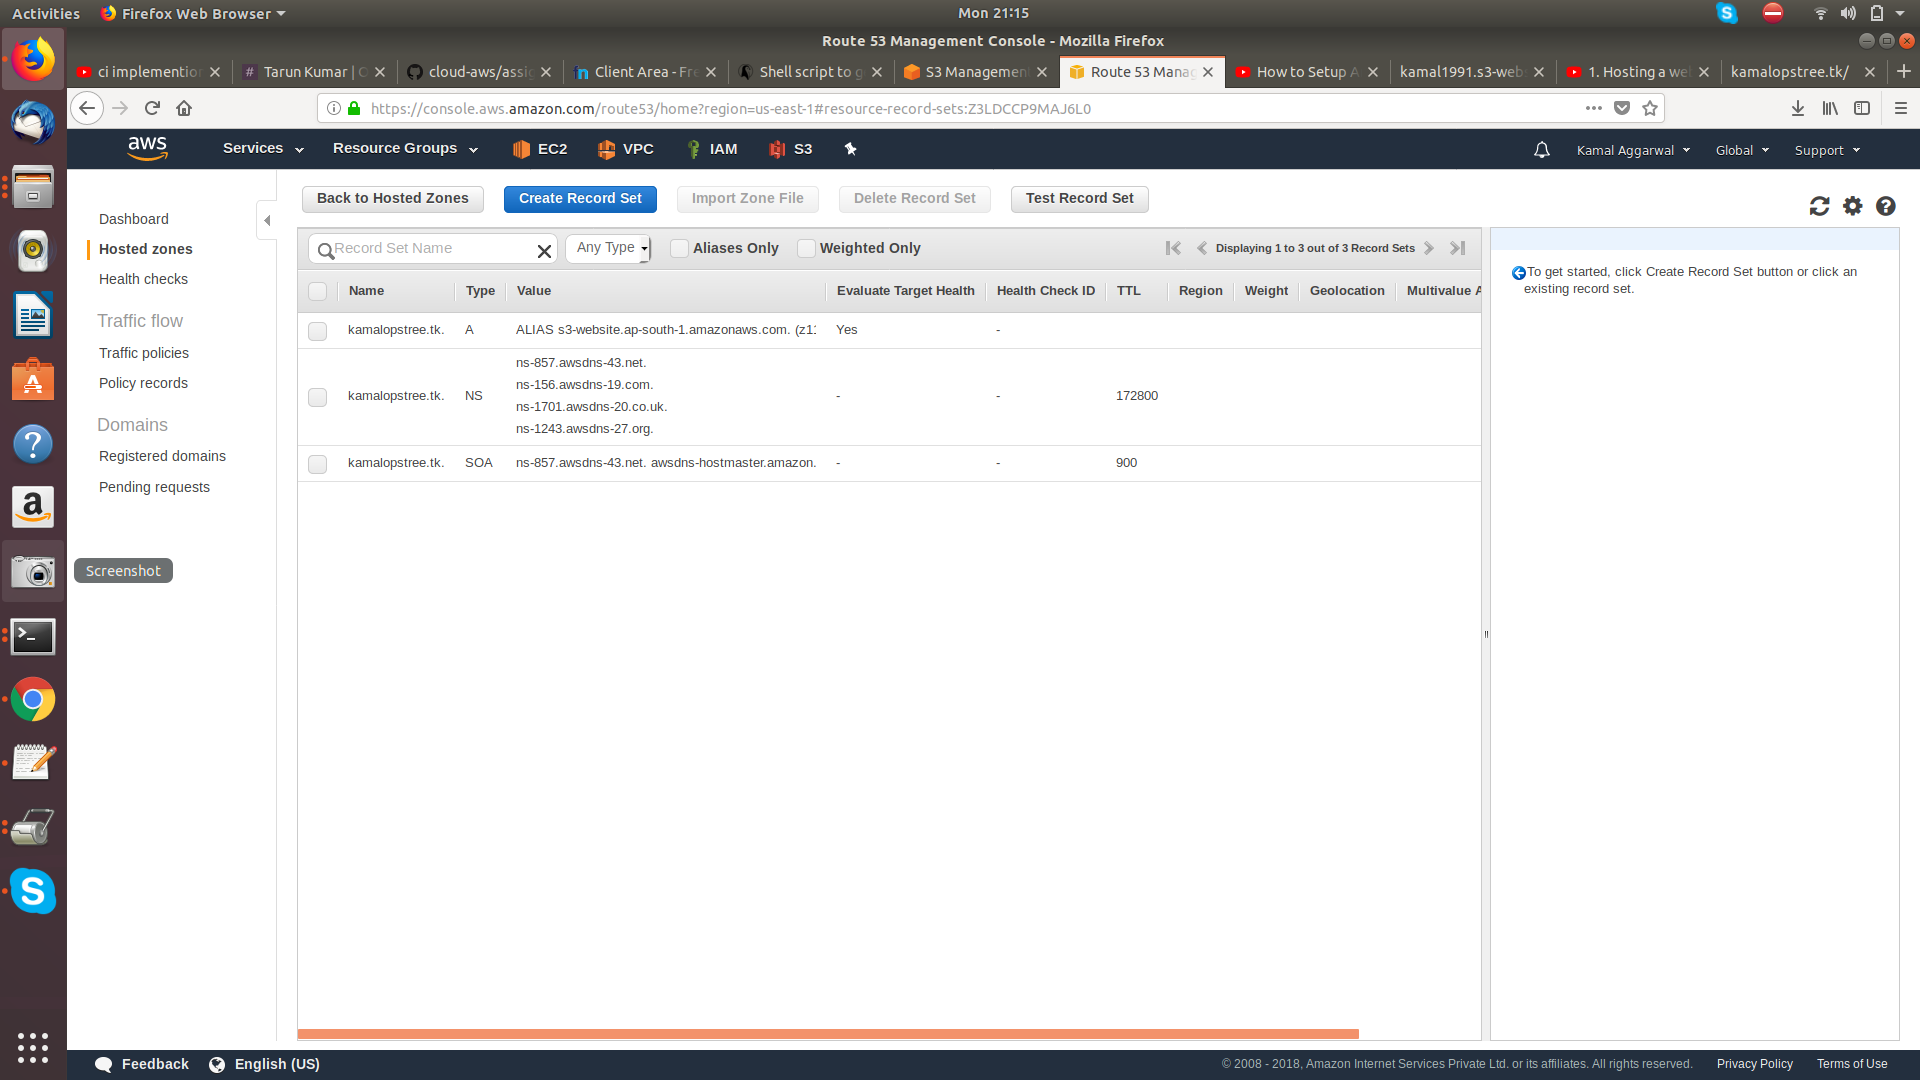 Activities Firefox Web Browser Mon 21:15
Route 53 Management Console - Mozilla Firefox
ci implemention Tarun Kumar | O cloud-aws/assig Client Area - Fre Shell script to g S3 Management Route 53 Manag How to Setup A kamal1991.s3-web 1. Hosting a web kamalopstree.tk/
https://console.aws.amazon.com/route53/home?region=us-east-1#resource-record-sets:Z3LDCCP9MAJ6L0
aws Services Resource Groups EC2 VPC IAM S3 Kamal Aggarwal Global Support
Back to Hosted Zones Create Record Set Import Zone File Delete Record Set Test Record Set
Dashboard
Hosted zones
Health checks
Traffic flow
Traffic policies
Policy records
Domains
Registered domains
Pending requests
Screenshot
Record Set Name Any Type Aliases Only Weighted Only Displaying 1 to 3 out of 3 Record Sets
Name Type Value Evaluate Target Health Health Check ID TTL Region Weight Geolocation Multivalue A
kamalopstree.tk. A ALIAS s3-website.ap-south-1.amazonaws.com. (z11 Yes -
ns-857.awsdns-43.net.
ns-156.awsdns-19.com.
kamalopstree.tk. NS - - 172800
ns-1701.awsdns-20.co.uk.
ns-1243.awsdns-27.org.
kamalopstree.tk. SOA ns-857.awsdns-43.net. awsdns-hostmaster.amazon. - - 900
To get started, click Create Record Set button or click an
existing record set.
Feedback English (US) © 2008 - 2018, Amazon Internet Services Private Ltd. or its affiliates. All rights reserved. Privacy Policy Terms of Use